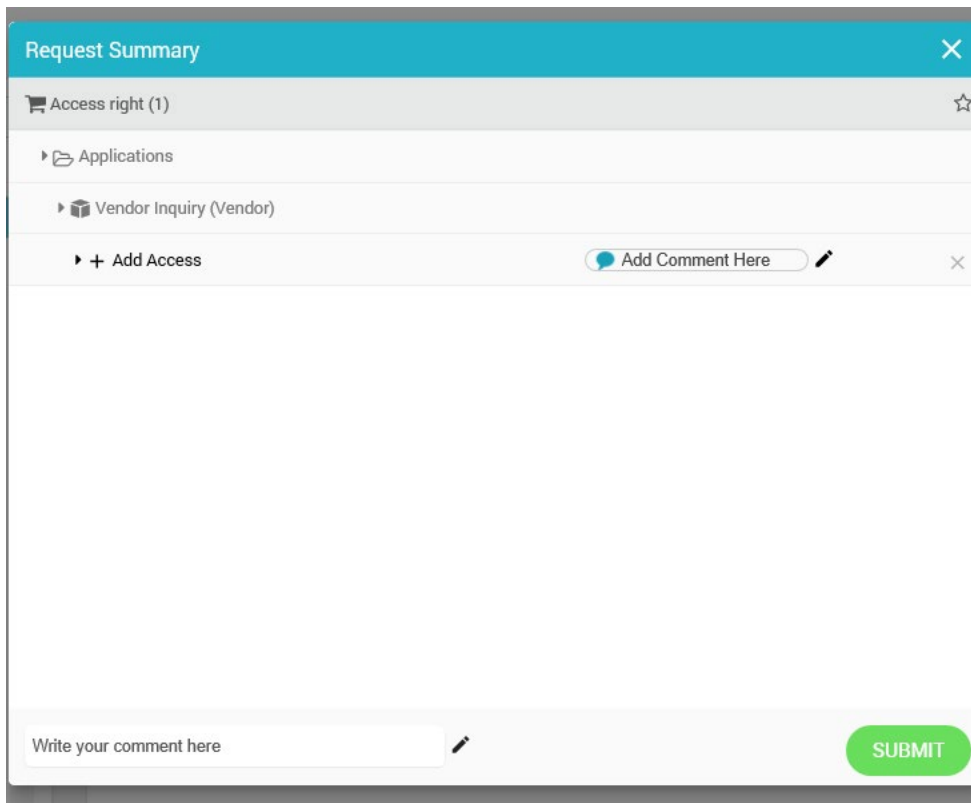 Request Summary
Access right (1)
Applications
Vendor Inquiry (Vendor)
+ Add Access Add Comment Here
Write your comment here
SUBMIT